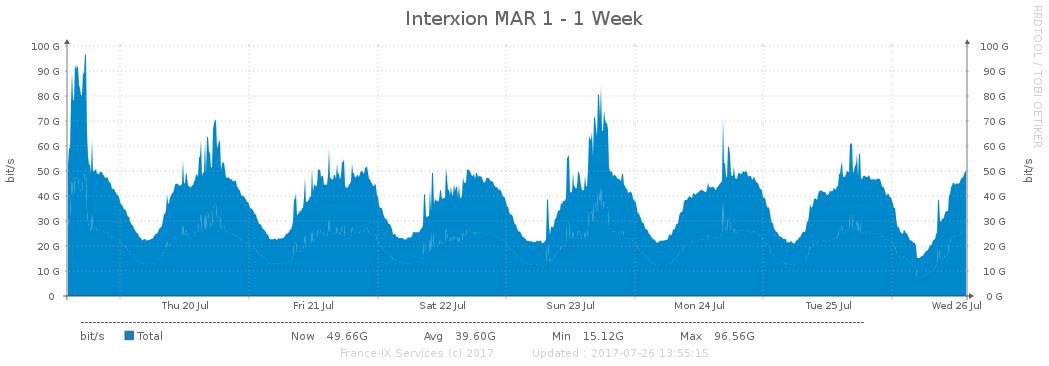 Interxion MAR 1 - 1 Week
RRDTOOL / TOBI OETIKER
100 G 100 G
90 G 90 G
80 G 80 G
70 G 70 G
60 G 60 G
50 G 50 G
40 G 40 G
30 G 30 G
20 G 20 G
10 G 10 G
0 0 G
bit/s bit/s
Thu 20 Jul Fri 21 Jul Sat 22 Jul Sun 23 Jul Mon 24 Jul Tue 25 Jul Wed 26 Jul
bit/s Total Now 49.66G Avg 39.60G Min 15.12G Max 96.56G
France-IX Services (c) 2017 Updated : 2017-07-26 13:55:15